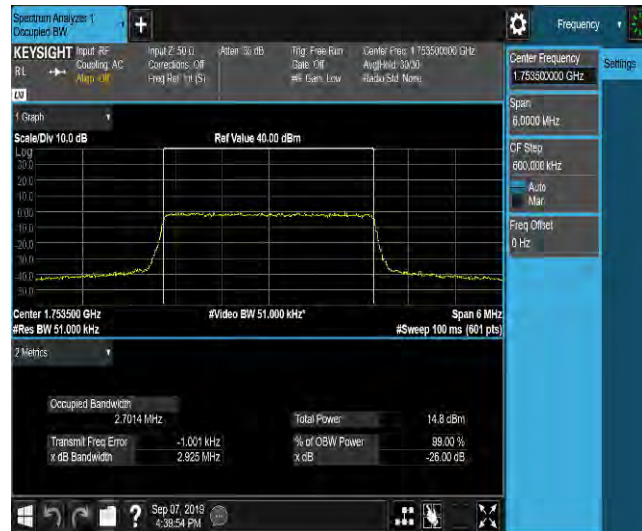 Spectrum Analyzer 1
Occupied BW
+
Frequency
KEYSIGHT Input: RF
Coupling: AC
Align: Off
Input Z: 50 Ω
Corrections: Off
Freq Ref: Int (S)
Trig: Free Run
Gate: Off
#IF Gain: Low
Center Freq: 1.753500000 GHz
Avg|Hold: 30/30
Radio Std: None
RL
LXI
Center Frequency
1.753500000 GHz
Settings
Span
6.0000 MHz
CF Step
600.000 kHz
Auto
Man
Freq Offset
0 Hz
1 Graph
Scale/Div 10.0 dB
Ref Value 40.00 dBm
Log
30.0
20.0
10.0
0.00
-10.0
-20.0
-30.0
-40.0
-50.0
Center 1.753500 GHz
#Video BW 51.000 kHz*
Span 6 MHz
#Res BW 51.000 kHz
#Sweep 100 ms (601 pts)
2 Metrics
Occupied Bandwidth
2.7014 MHz
Total Power 14.8 dBm
Transmit Freq Error -1.001 kHz
% of OBW Power 99.00 %
x dB Bandwidth 2.925 MHz
x dB -26.00 dB
?
Sep 07, 2019
4:39:54 PM